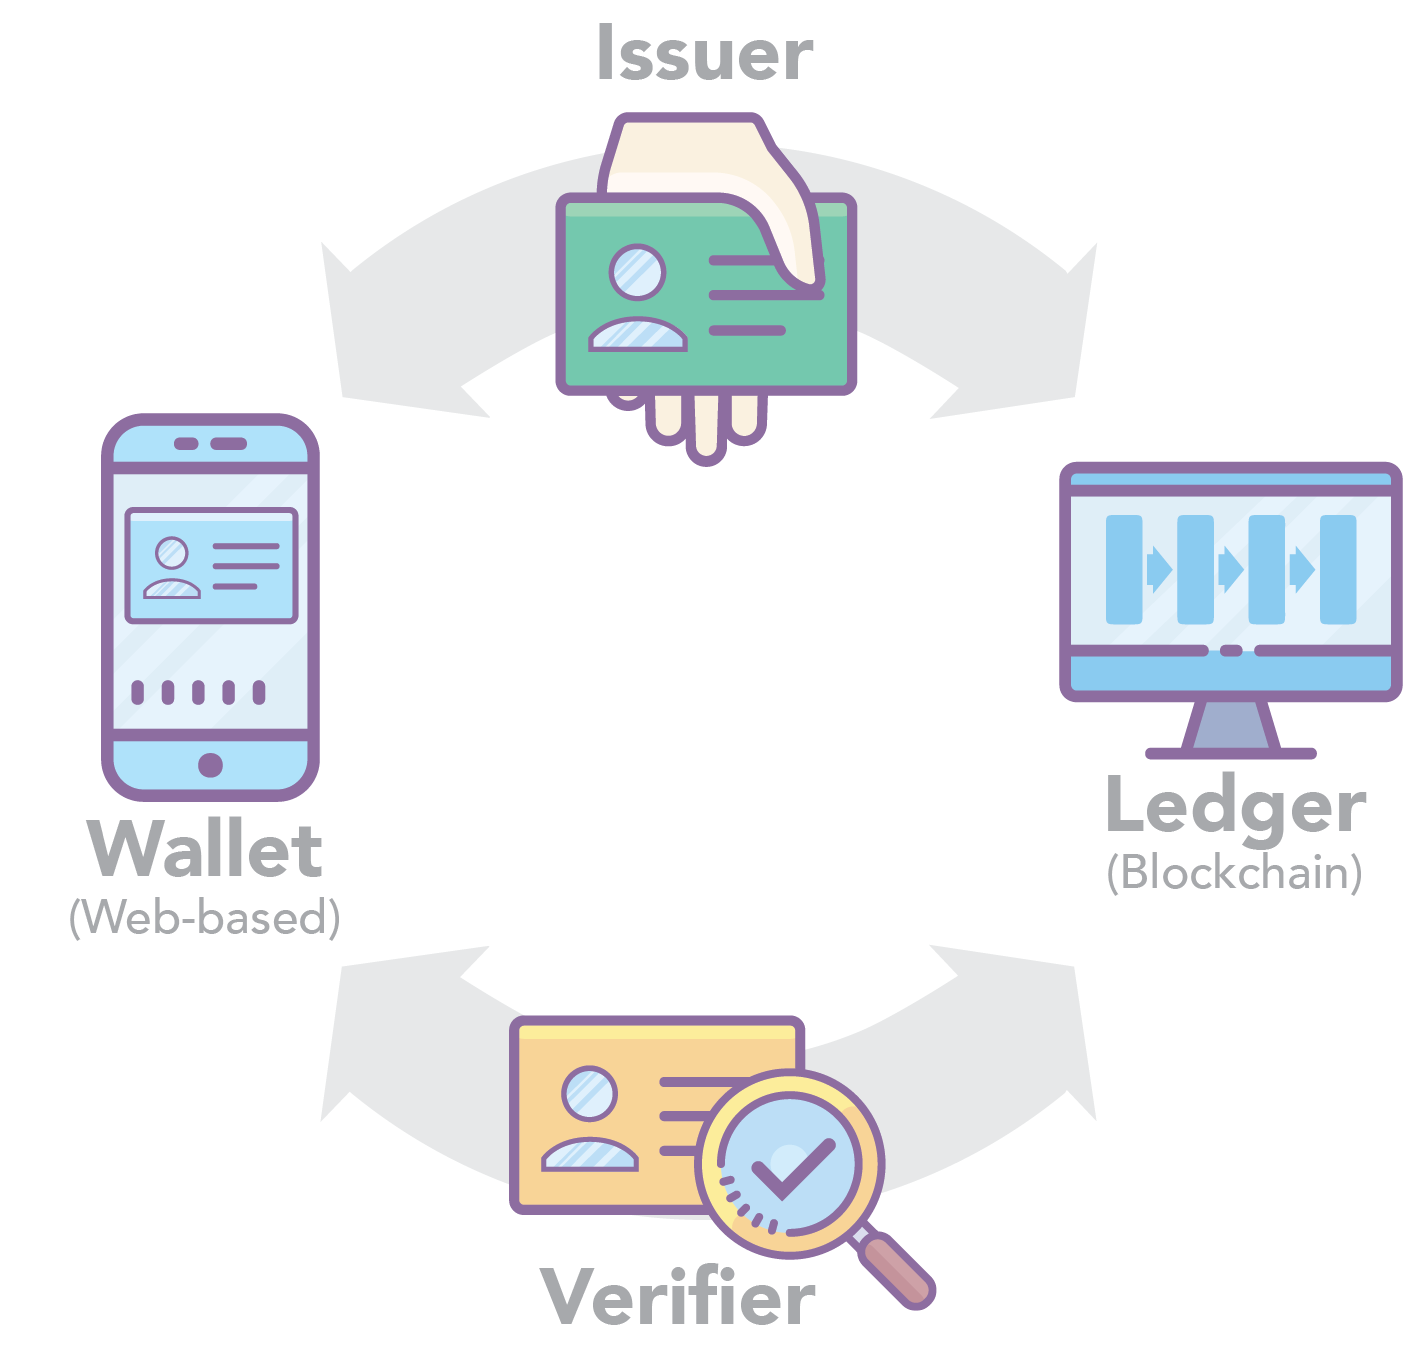 Issuer
Wallet
(Web-based)
Ledger
(Blockchain)
Verifier